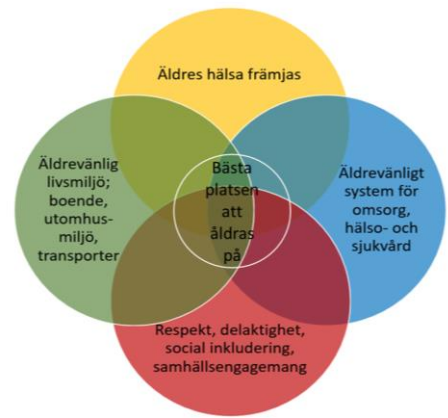 Äldres hälsa främjas
Äldrevänlig
livsmiljö;
boende,
utomhus-
miljö,
transporter
Bästa
platsen
att
åldras
på
Äldrevänligt
system för
omsorg,
hälso- och
sjukvård
Respekt, delaktighet,
social inkludering,
samhällsengagemang